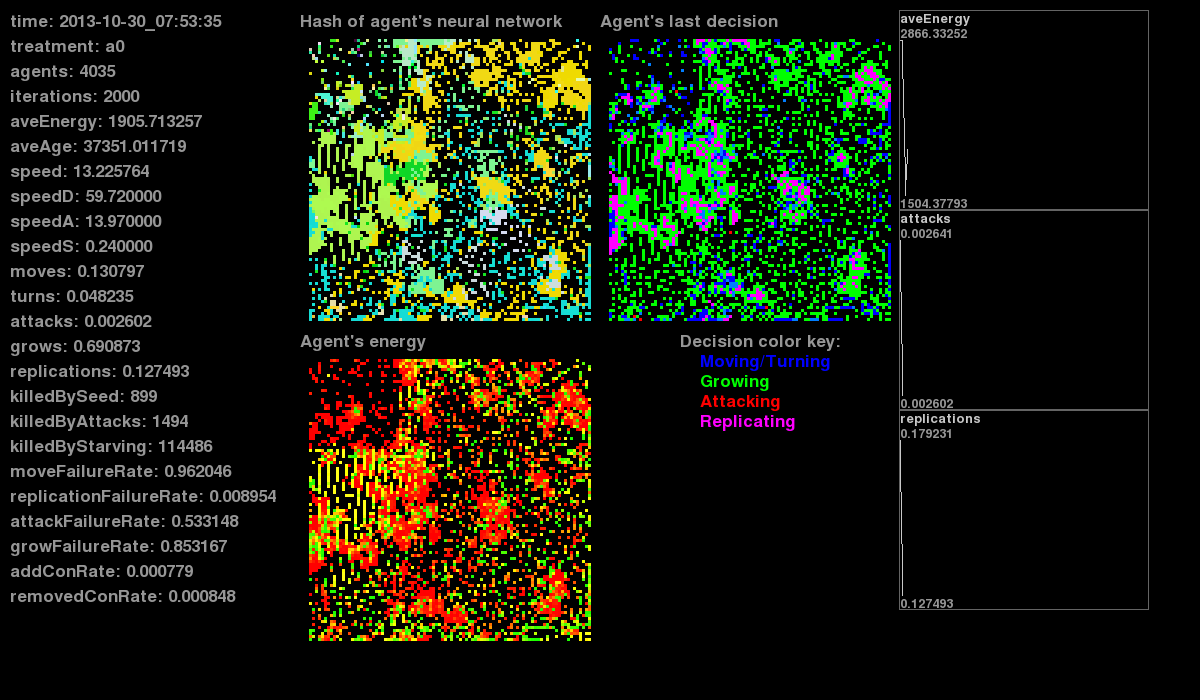 time: 2013-10-30_07:53:35
treatment: a0
agents: 4035
iterations: 2000
aveEnergy: 1905.713257
aveAge: 37351.011719
speed: 13.225764
speedD: 59.720000
speedA: 13.970000
speedS: 0.240000
moves: 0.130797
turns: 0.048235
attacks: 0.002602
grows: 0.690873
replications: 0.127493
killedBySeed: 899
killedByAttacks: 1494
killedByStarving: 114486
moveFailureRate: 0.962046
replicationFailureRate: 0.008954
attackFailureRate: 0.533148
growFailureRate: 0.853167
addConRate: 0.000779
removedConRate: 0.000848
Hash of agent's neural network
Agent's last decision
Agent's energy
Decision color key:
Moving/Turning
Growing
Attacking
Replicating
aveEnergy
2866.33252
1504.37793
attacks
0.002641
0.002602
replications
0.179231
0.127493